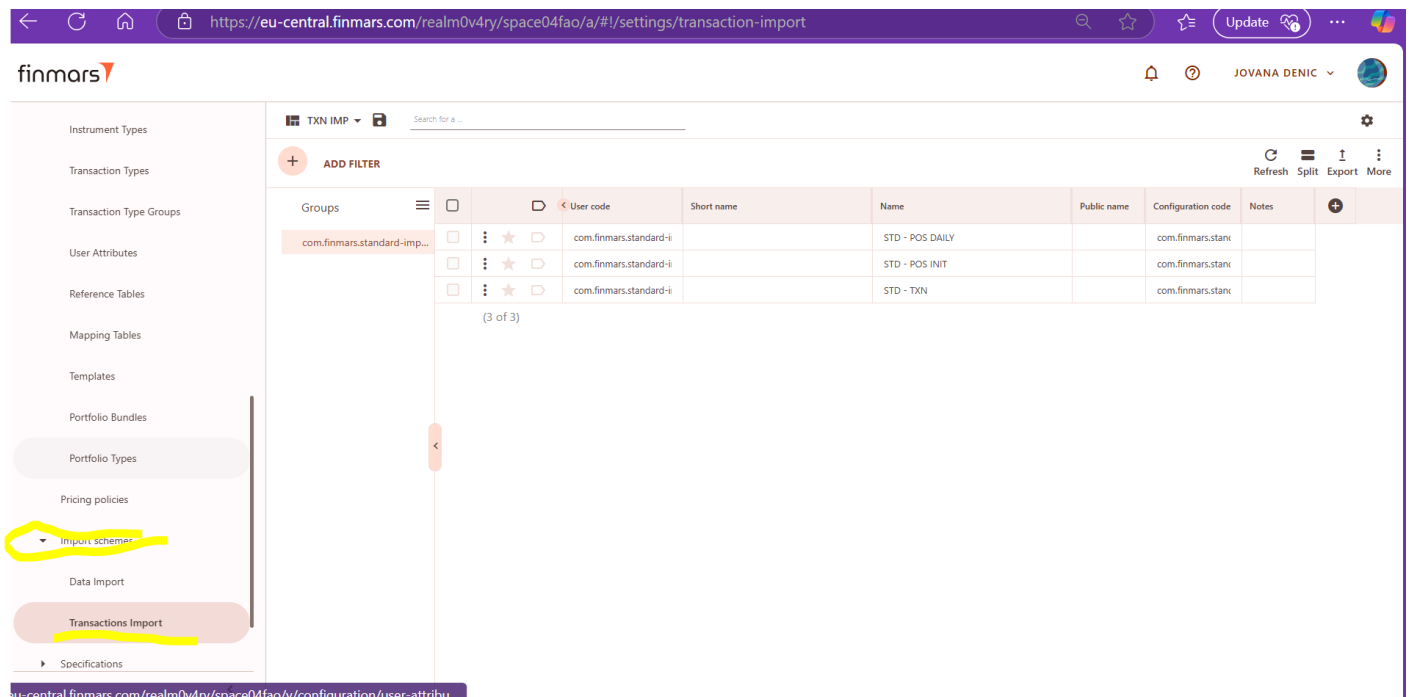 https://eu-central.finmars.com/realm0v4ry/space04fao/a/#!/settings/transaction-import
Update
finmars
JOVANA DENIC
Instrument Types
Transaction Types
Transaction Type Groups
User Attributes
Reference Tables
Mapping Tables
Templates
Portfolio Bundles
Portfolio Types
Pricing policies
Import schemes
Data Import
Transactions Import
Specifications
TXN IMP
Search for a ...
ADD FILTER
Refresh Split Export More
Groups
com.finmars.standard-imp...
User code Short name Name Public name Configuration code Notes
com.finmars.standard-i STD - POS DAILY com.finmars.stand
com.finmars.standard-i STD - POS INIT com.finmars.stand
com.finmars.standard-i STD - TXN com.finmars.stand
(3 of 3)
eu-central.finmars.com/realm0v4ry/space04fao/v/configuration/user-attribu